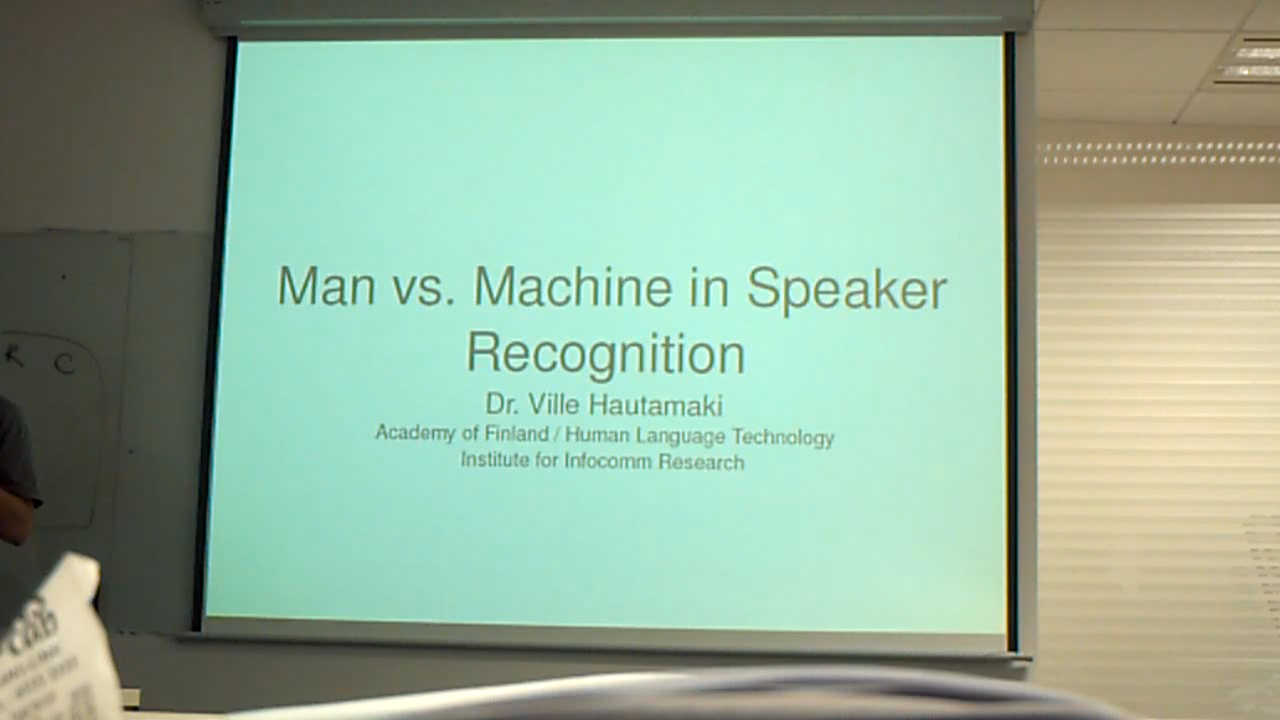 Man vs. Machine in Speaker
Recognition
Dr. Ville Hautamaki
Academy of Finland / Human Language Technology
Institute for Infocomm Research
R C